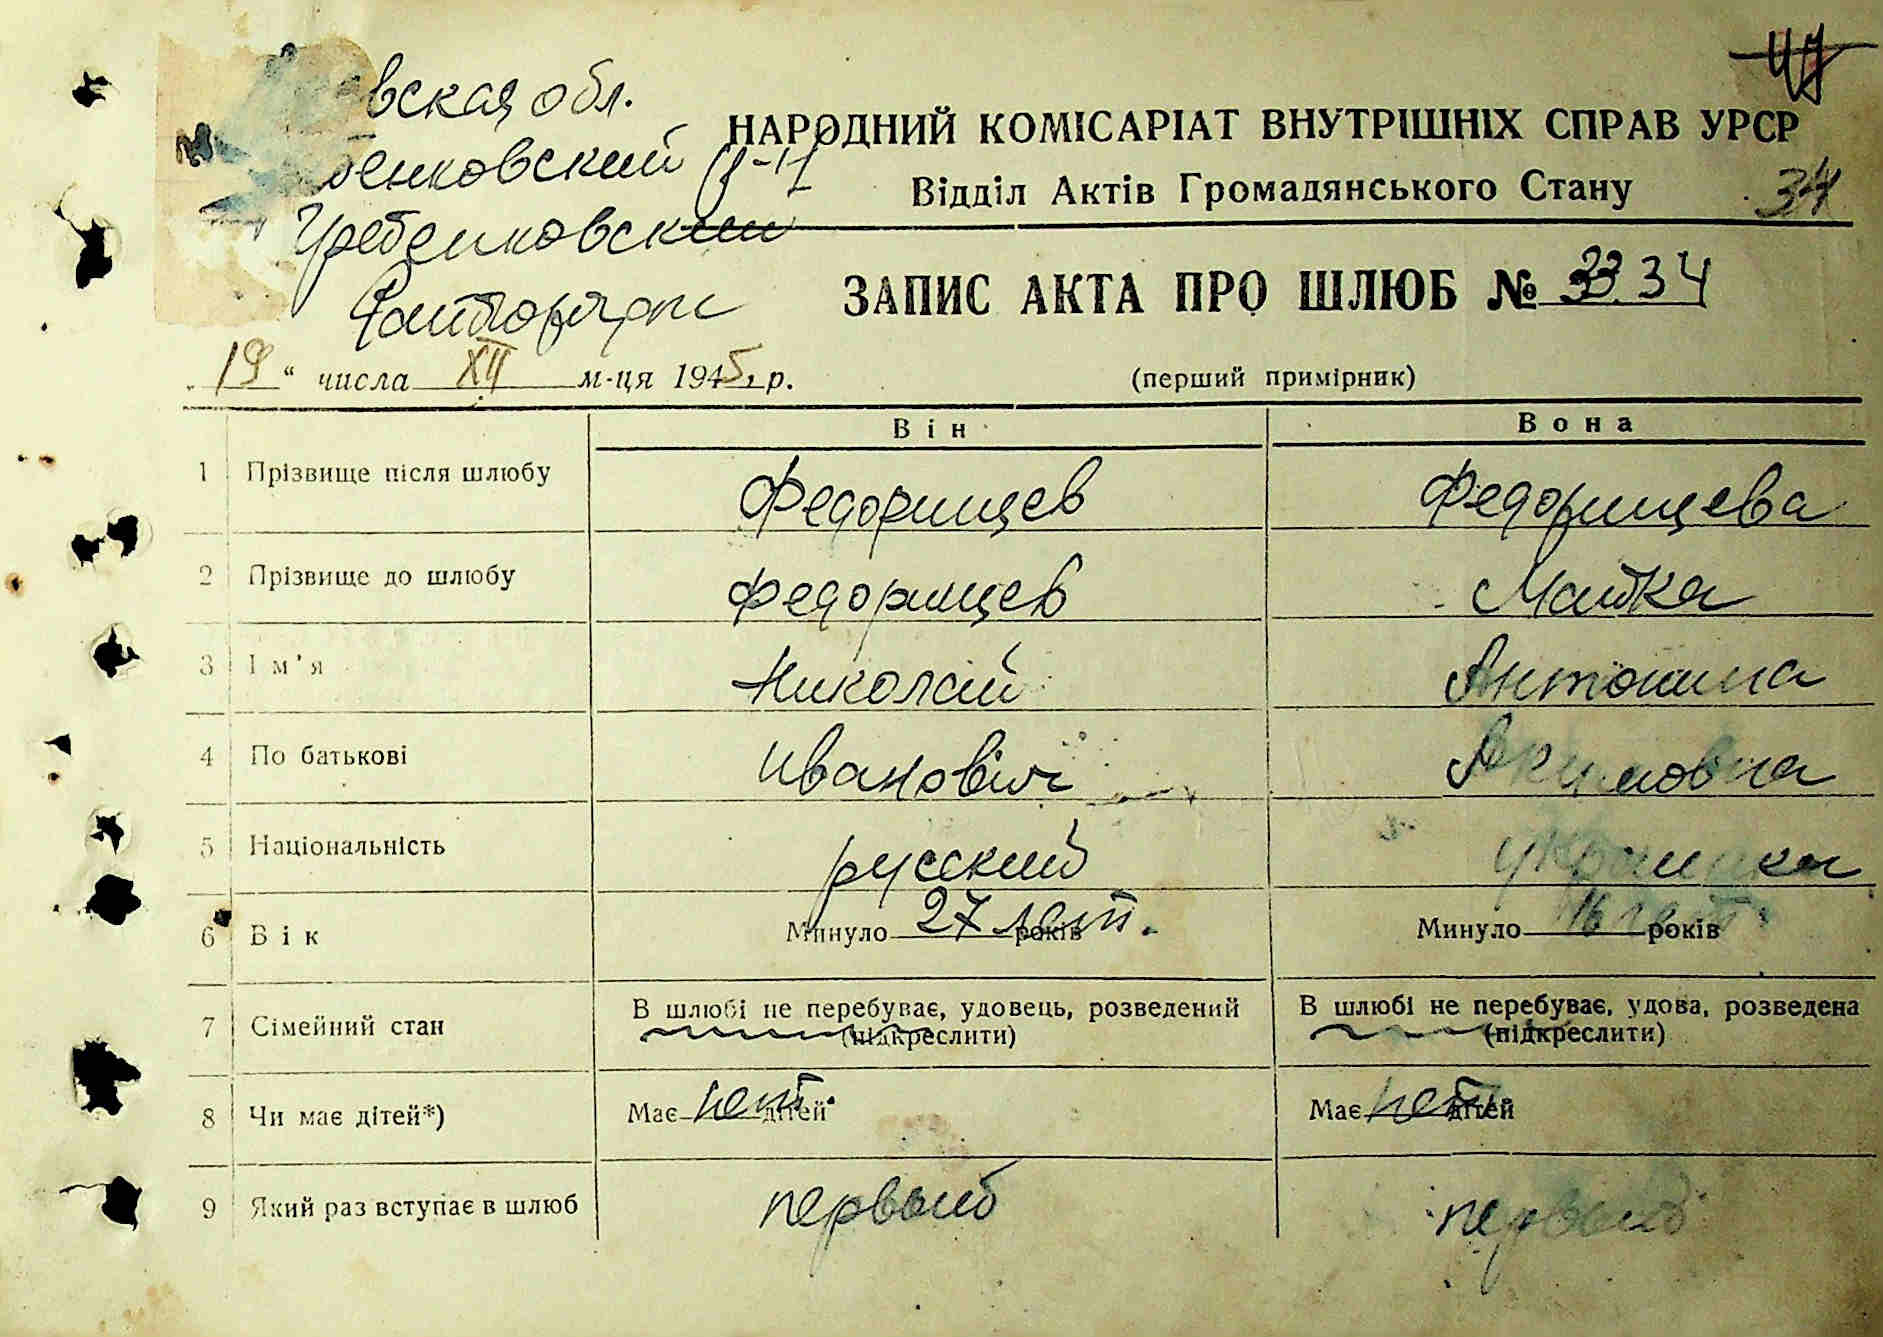 вская обл.
НАРОДНИЙ КОМІСАРІАТ ВНУТРІШНІХ СПРАВ УРСР
бенковский р-н
Відділ Актів Громадянського Стану
34
Гребенковский
ЗАПИС АКТА ПРО ШЛЮБ № 33 34
„19“ числа XII м-ця 1945 р.
(перший примірник)
Він Вона
1 Прізвище після шлюбу Федорищев Федорищева
2 Прізвище до шлюбу Федорищев
3 Ім'я Николай Антонина
4 По батькові Иванович Акимовна
5 Національність русский украинка
6 Вік Минуло 27 лет. років Минуло 16 лет років
7 Сімейний стан В шлюбі не перебуває, удовець, розведений В шлюбі не перебуває, удова, розведена
(підкреслити) (підкреслити)
8 Чи має дітей*) Має нет. дітей Має нет. дітей
9 Який раз вступає в шлюб первый первый